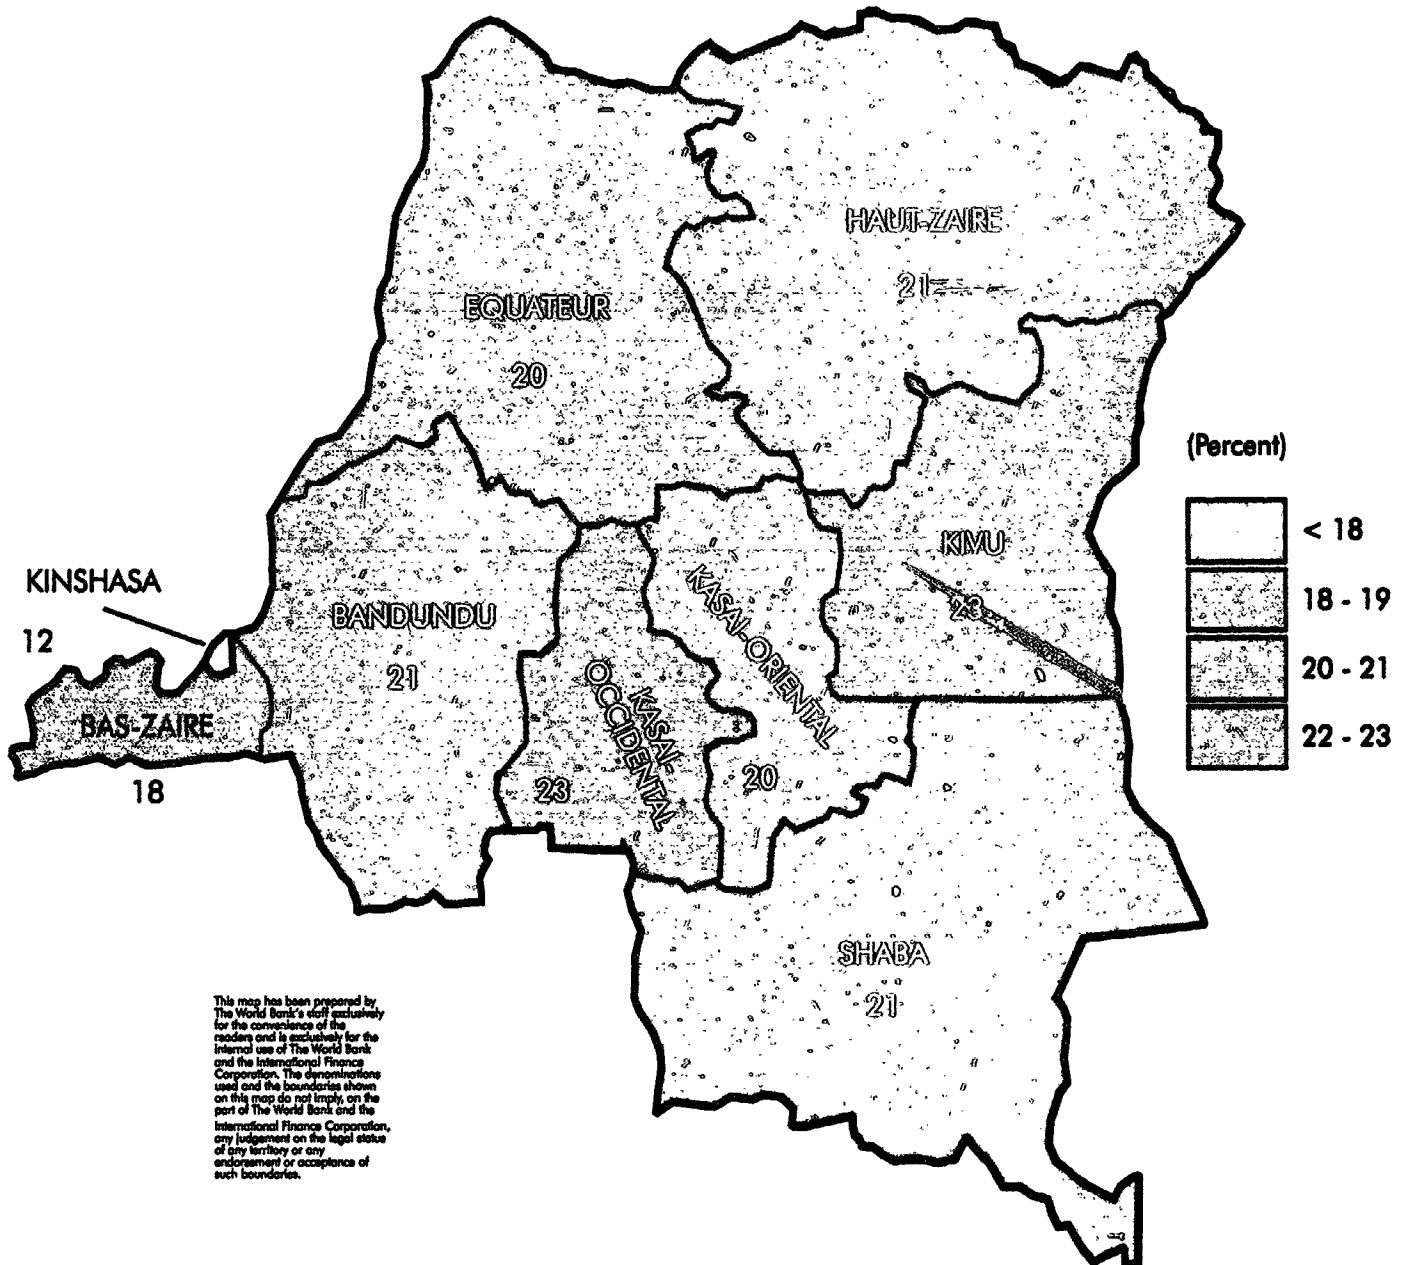 HAUT-ZAIRE
21
EQUATEUR
20
(Percent)
< 18
18 - 19
20 - 21
22 - 23
KIVU
KINSHASA
12
BANDUNDU
21
KASAI-ORIENTAL
20
KASAI-
OCCIDENTAL
23
BAS-ZAIRE
18
SHABA
21
This map has been prepared by
The World Bank's staff exclusively
for the convenience of the
readers and is exclusively for the
internal use of The World Bank
and the International Finance
Corporation. The denominations
used and the boundaries shown
on this map do not imply, on the
part of The World Bank and the
International Finance Corporation,
any judgement on the legal status
of any territory or any
endorsement or acceptance of
such boundaries.